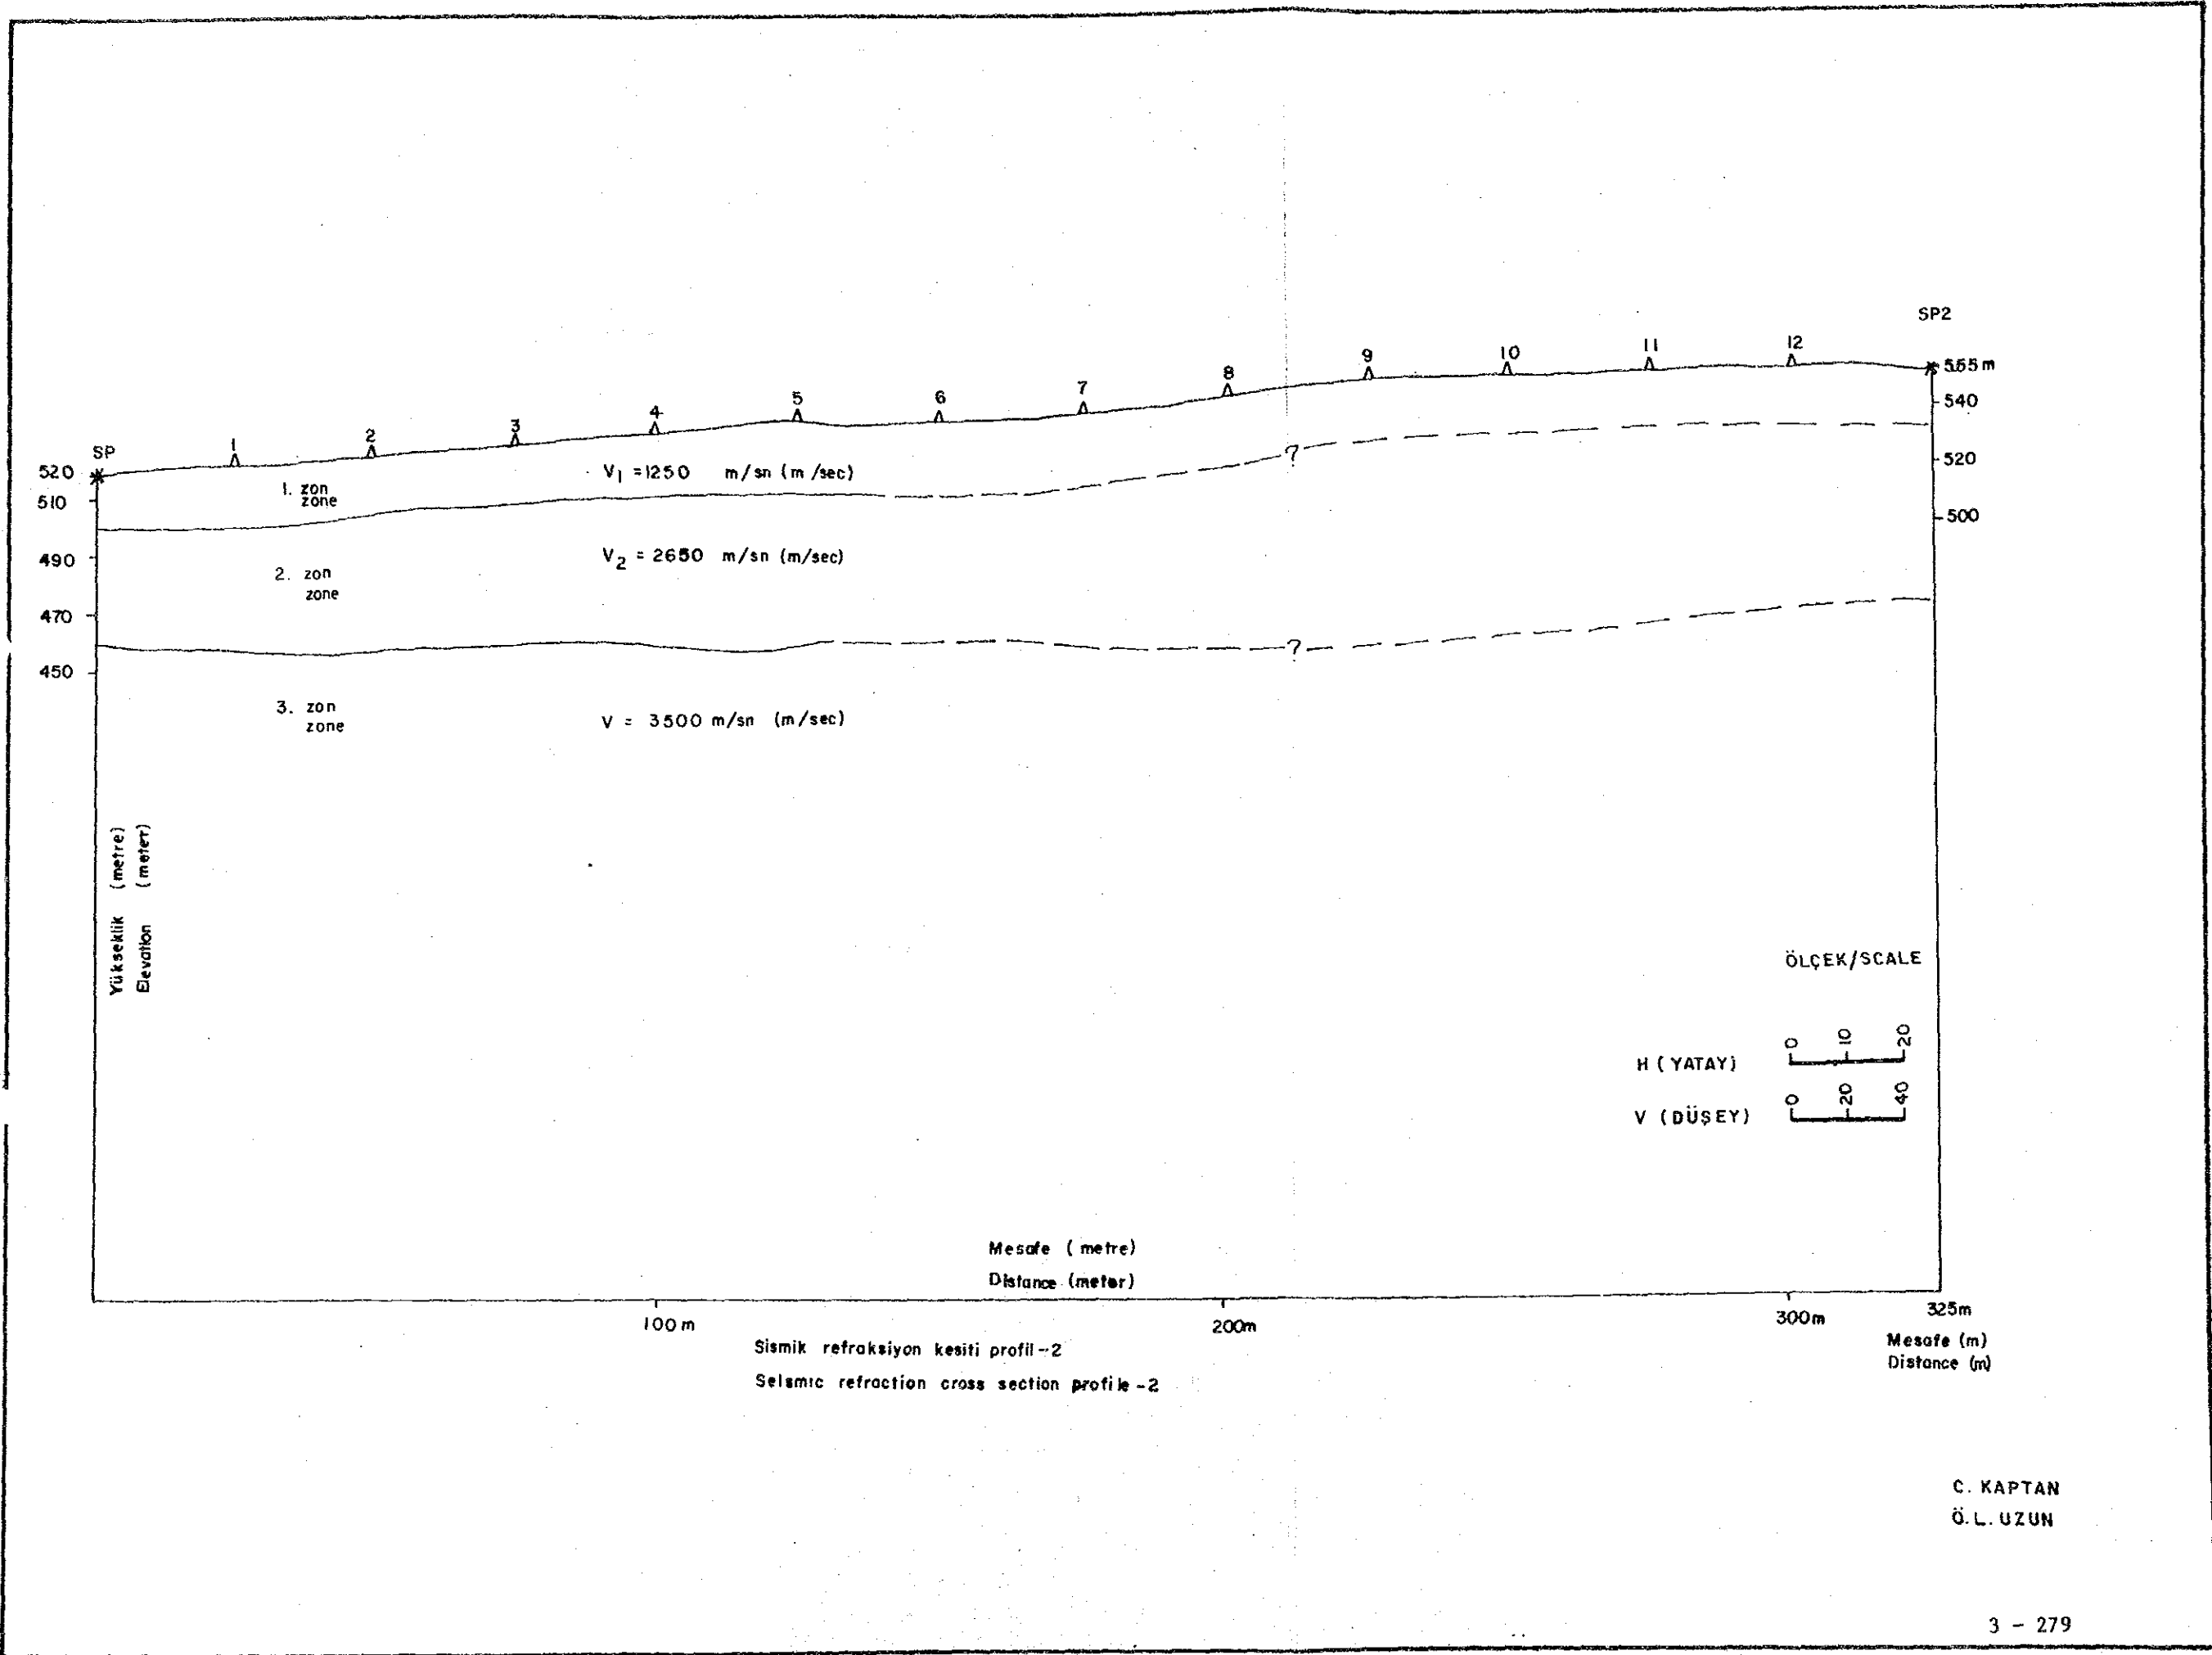 SP2
1 2 3 4 5 6 7 8 9 10 11 12
SP
565m
540
520
500
520
510
490
470
450
1. zon
zone
V1 =1250 m/sn (m/sec)
2. zon
zone
V2 = 2650 m/sn (m/sec)
?
?
3. zon
zone
V = 3500 m/sn (m/sec)
Yükseklik (metre)
Elevation (meterr)
ÖLÇEK/SCALE
H (YATAY) 0 10 20
V (DÜŞEY) 0 20 40
Mesafe (metre)
Distance (meter)
100m 200m 300m 325m
Mesafe (m)
Distance (m)
Sismik refraksiyon kesiti profil-2
Seismic refraction cross section profile-2
C. KAPTAN
Ö.L. UZUN
3 - 279